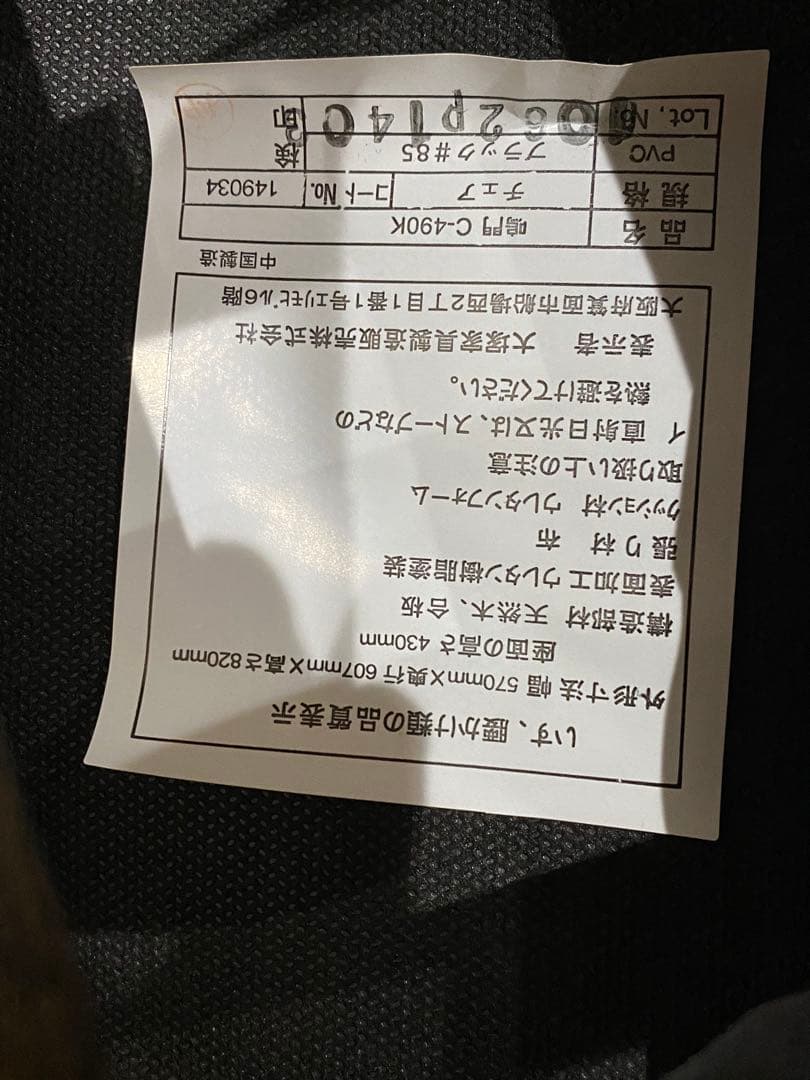 いす、腰かけ類の品質表示
外形寸法 幅 570mm X 奥行 607mm X 高さ 820mm
座面の高さ 430mm
構造部材 天然木、合板
表面加工 ウレタン樹脂塗装
張り材 布
クッション材 ウレタンフォーム
取り扱い上の注意
イ 直射日光又は、ストーブなどの
熱を避けてください。
表示者 大塚家具製造販売株式会社
大阪府箕面市船場西2丁目1番1号エリモビル6階
中国製造
品名 鳴門 C-490K
規格 チェア コートNo. 149034
PVC ブラック#85 検印
Lot, No.